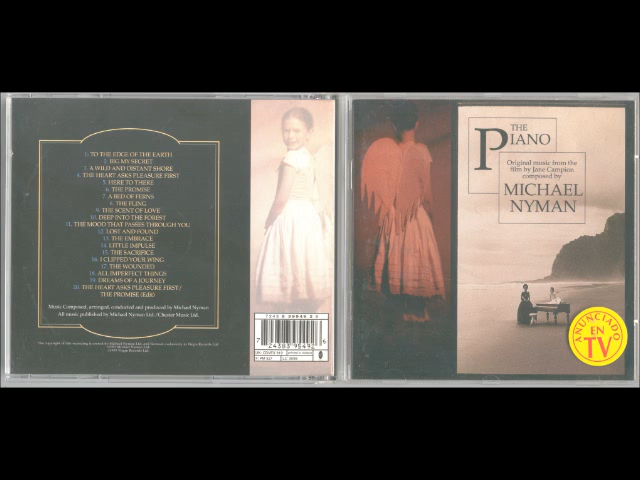 1. TO THE EDGE OF THE EARTH
2. BIG MY SECRET
3. A WILD AND DISTANT SHORE
4. THE HEART ASKS PLEASURE FIRST
5. HERE TO THERE
6. THE PROMISE
7. A BED OF FERNS
8. THE FLING
9. THE SCENT OF LOVE
10. DEEP INTO THE FOREST
11. THE MOOD THAT PASSES THROUGH YOU
12. LOST AND FOUND
13. THE EMBRACE
14. LITTLE IMPULSE
15. THE SACRIFICE
16. I CLIPPED YOUR WING
17. THE WOUNDED
18. ALL IMPERFECT THINGS
19. DREAMS OF A JOURNEY
20. THE HEART ASKS PLEASURE FIRST/
THE PROMISE (Edit)
Music Composed, arranged, conducted and produced by Michael Nyman
All music published by Michael Nyman Ltd./Chester Music Ltd.
THE
PIANO
Original music from the
film by Jane Campion
composed by
MICHAEL
NYMAN
ANUNCIADO
EN
TV